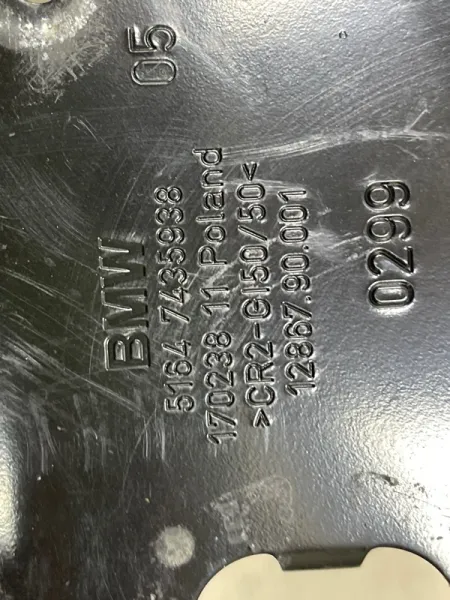 BMW
5164 7435938
170238 11 Poland
>CR2-GI50/50<
12867.90.001
05
0299